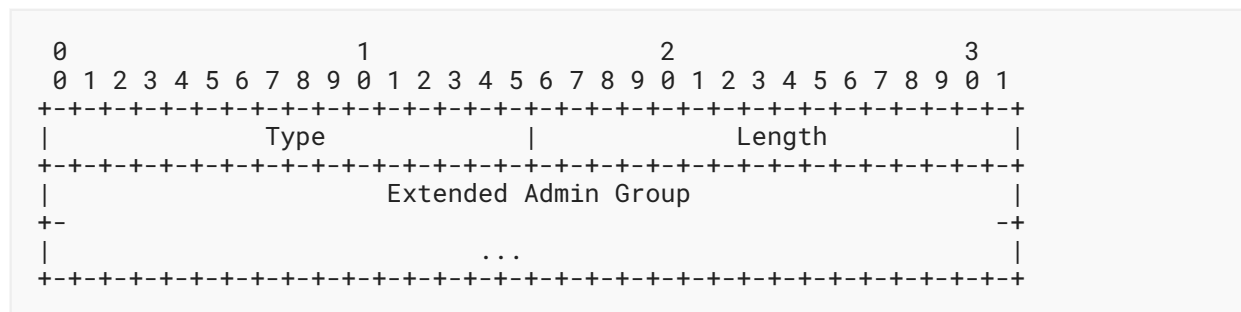 0                   1                   2                   3
 0 1 2 3 4 5 6 7 8 9 0 1 2 3 4 5 6 7 8 9 0 1 2 3 4 5 6 7 8 9 0 1
+-+-+-+-+-+-+-+-+-+-+-+-+-+-+-+-+-+-+-+-+-+-+-+-+-+-+-+-+-+-+-+-+
|              Type             |             Length            |
+-+-+-+-+-+-+-+-+-+-+-+-+-+-+-+-+-+-+-+-+-+-+-+-+-+-+-+-+-+-+-+-+
|                      Extended Admin Group                     |
+-                                                             -+
|                            ...                                |
+-+-+-+-+-+-+-+-+-+-+-+-+-+-+-+-+-+-+-+-+-+-+-+-+-+-+-+-+-+-+-+-+